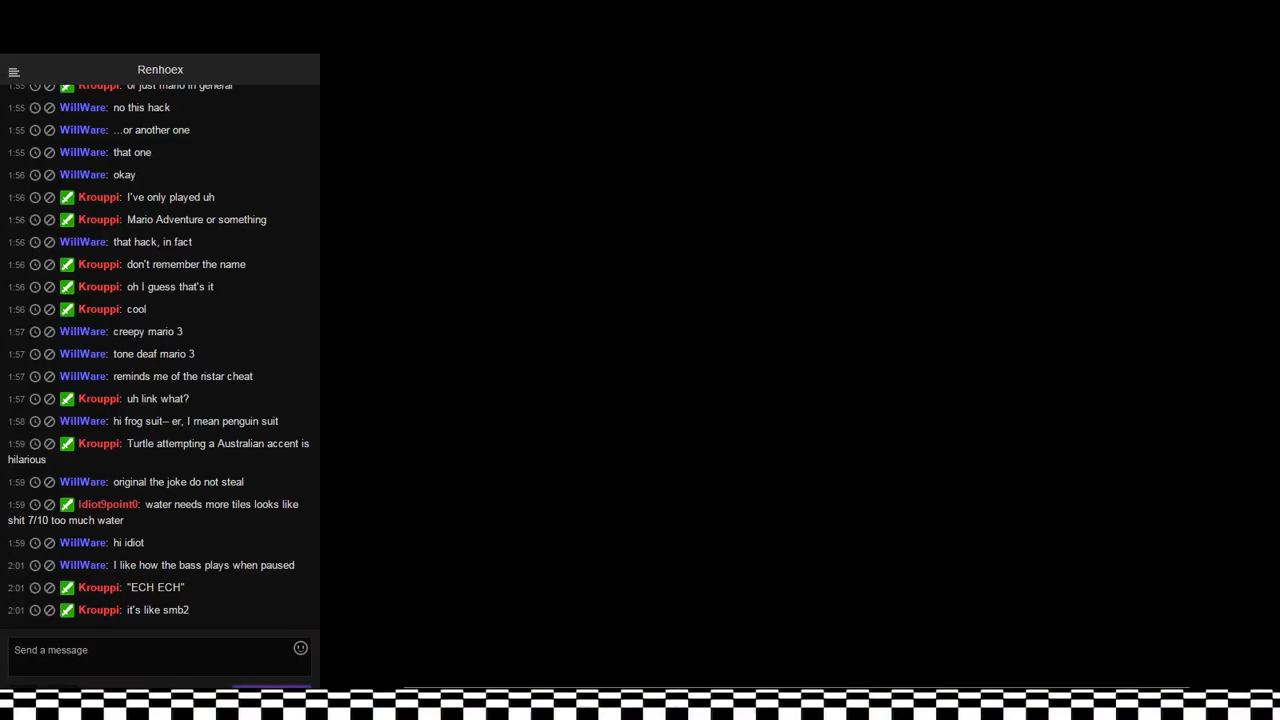 Renhoex
1:55 Krouppi: or just mario in general
1:55 WillWare: no this hack
1:55 WillWare: ...or another one
1:55 WillWare: that one
1:56 WillWare: okay
1:56 Krouppi: I've only played uh
1:56 Krouppi: Mario Adventure or something
1:56 WillWare: that hack, in fact
1:56 Krouppi: don't remember the name
1:56 Krouppi: oh I guess that's it
1:56 Krouppi: cool
1:57 WillWare: creepy mario 3
1:57 WillWare: tone deaf mario 3
1:57 WillWare: reminds me of the ristar cheat
1:57 Krouppi: uh link what?
1:58 WillWare: hi frog suit-- er, I mean penguin suit
1:59 Krouppi: Turtle attempting a Australian accent is
hilarious
1:59 WillWare: original the joke do not steal
1:59 Idiot9point0: water needs more tiles looks like
shit 7/10 too much water
1:59 WillWare: hi idiot
2:01 WillWare: I like how the bass plays when paused
2:01 Krouppi: "ECH ECH"
2:01 Krouppi: it's like smb2
Send a message